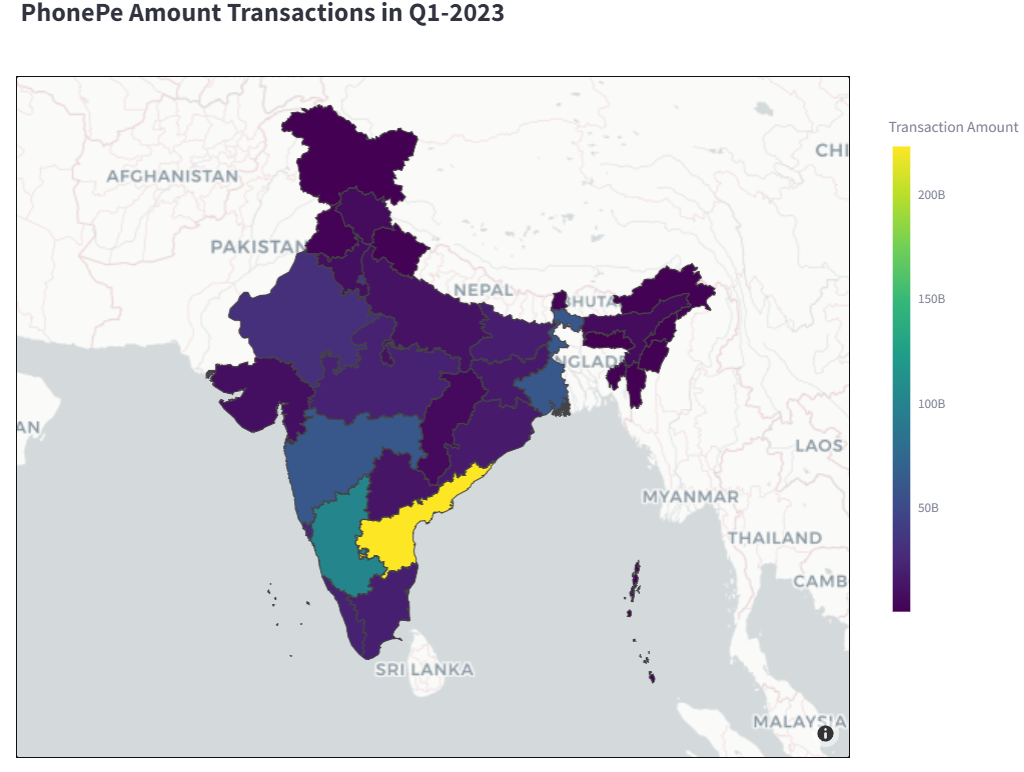 PhonePe Amount Transactions in Q1-2023
Transaction Amount
CHI
AFGHANISTAN
200B
PAKISTAN
NEPAL
BHUTA
150B
NGLADE
100B
AN
LAOS
MYANMAR
50B
THAILAND
CAMB
SRI LANKA
MALAYSIA
i